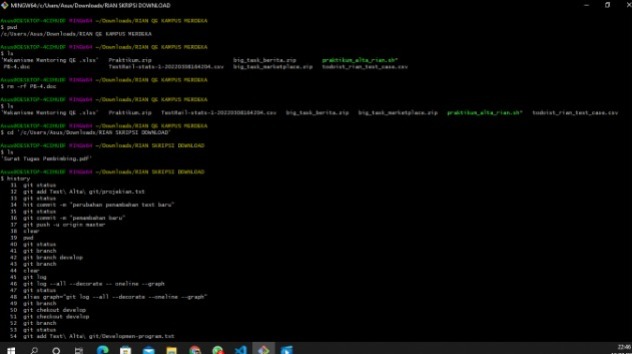 MINGW64:/c/Users/Asus/Downloads/RIAN SKRIPSI DOWNLOAD
Asus@DESKTOP-4CIHUBF MINGW64 ~/Downloads/RIAN QE KAMPUS MERDEKA
$ pwd
/c/Users/Asus/Downloads/RIAN QE KAMPUS MERDEKA
Asus@DESKTOP-4CIHUBF MINGW64 ~/Downloads/RIAN QE KAMPUS MERDEKA
$ ls
'Mekanisme Mentoring QE .xlsx' Praktikum.zip big_task_berita.zip praktikum_alta_rian.sh*
PB-4.doc TestRail-stats-1-20220308164204.csv big_task_marketplace.zip todoist_rian_test_case.csv
Asus@DESKTOP-4CIHUBF MINGW64 ~/Downloads/RIAN QE KAMPUS MERDEKA
$ rm -rf PB-4.doc
Asus@DESKTOP-4CIHUBF MINGW64 ~/Downloads/RIAN QE KAMPUS MERDEKA
$ ls
'Mekanisme Mentoring QE .xlsx' Praktikum.zip TestRail-stats-1-20220308164204.csv big_task_berita.zip big_task_marketplace.zip praktikum_alta_rian.sh* todoist_rian_test_case.csv
Asus@DESKTOP-4CIHUBF MINGW64 ~/Downloads/RIAN QE KAMPUS MERDEKA
$ cd '/c/Users/Asus/Downloads/RIAN SKRIPSI DOWNLOAD'
Asus@DESKTOP-4CIHUBF MINGW64 ~/Downloads/RIAN SKRIPSI DOWNLOAD
$ ls
'Surat Tugas Pembimbing.pdf'
Asus@DESKTOP-4CIHUBF MINGW64 ~/Downloads/RIAN SKRIPSI DOWNLOAD
$ history
31 git status
32 git add Test\ Alta\ git/projekian.txt
33 git status
34 hit commit -m "perubahan penambahan text baru"
35 git status
36 git commit -m "pemambahan baru"
37 git push -u origin master
38 clear
39 pwd
40 git status
41 git branch
42 git branch develop
43 git branch
44 clear
45 git log
46 git log --all --decorate -- oneline --graph
47 git status
48 alias graph="git log --all --decorate --oneline --graph"
49 git branch
50 git chekout develop
51 git checkout develop
52 git branch
53 git status
54 git add Test\ Alta\ git/Developmen-program.txt
22:46